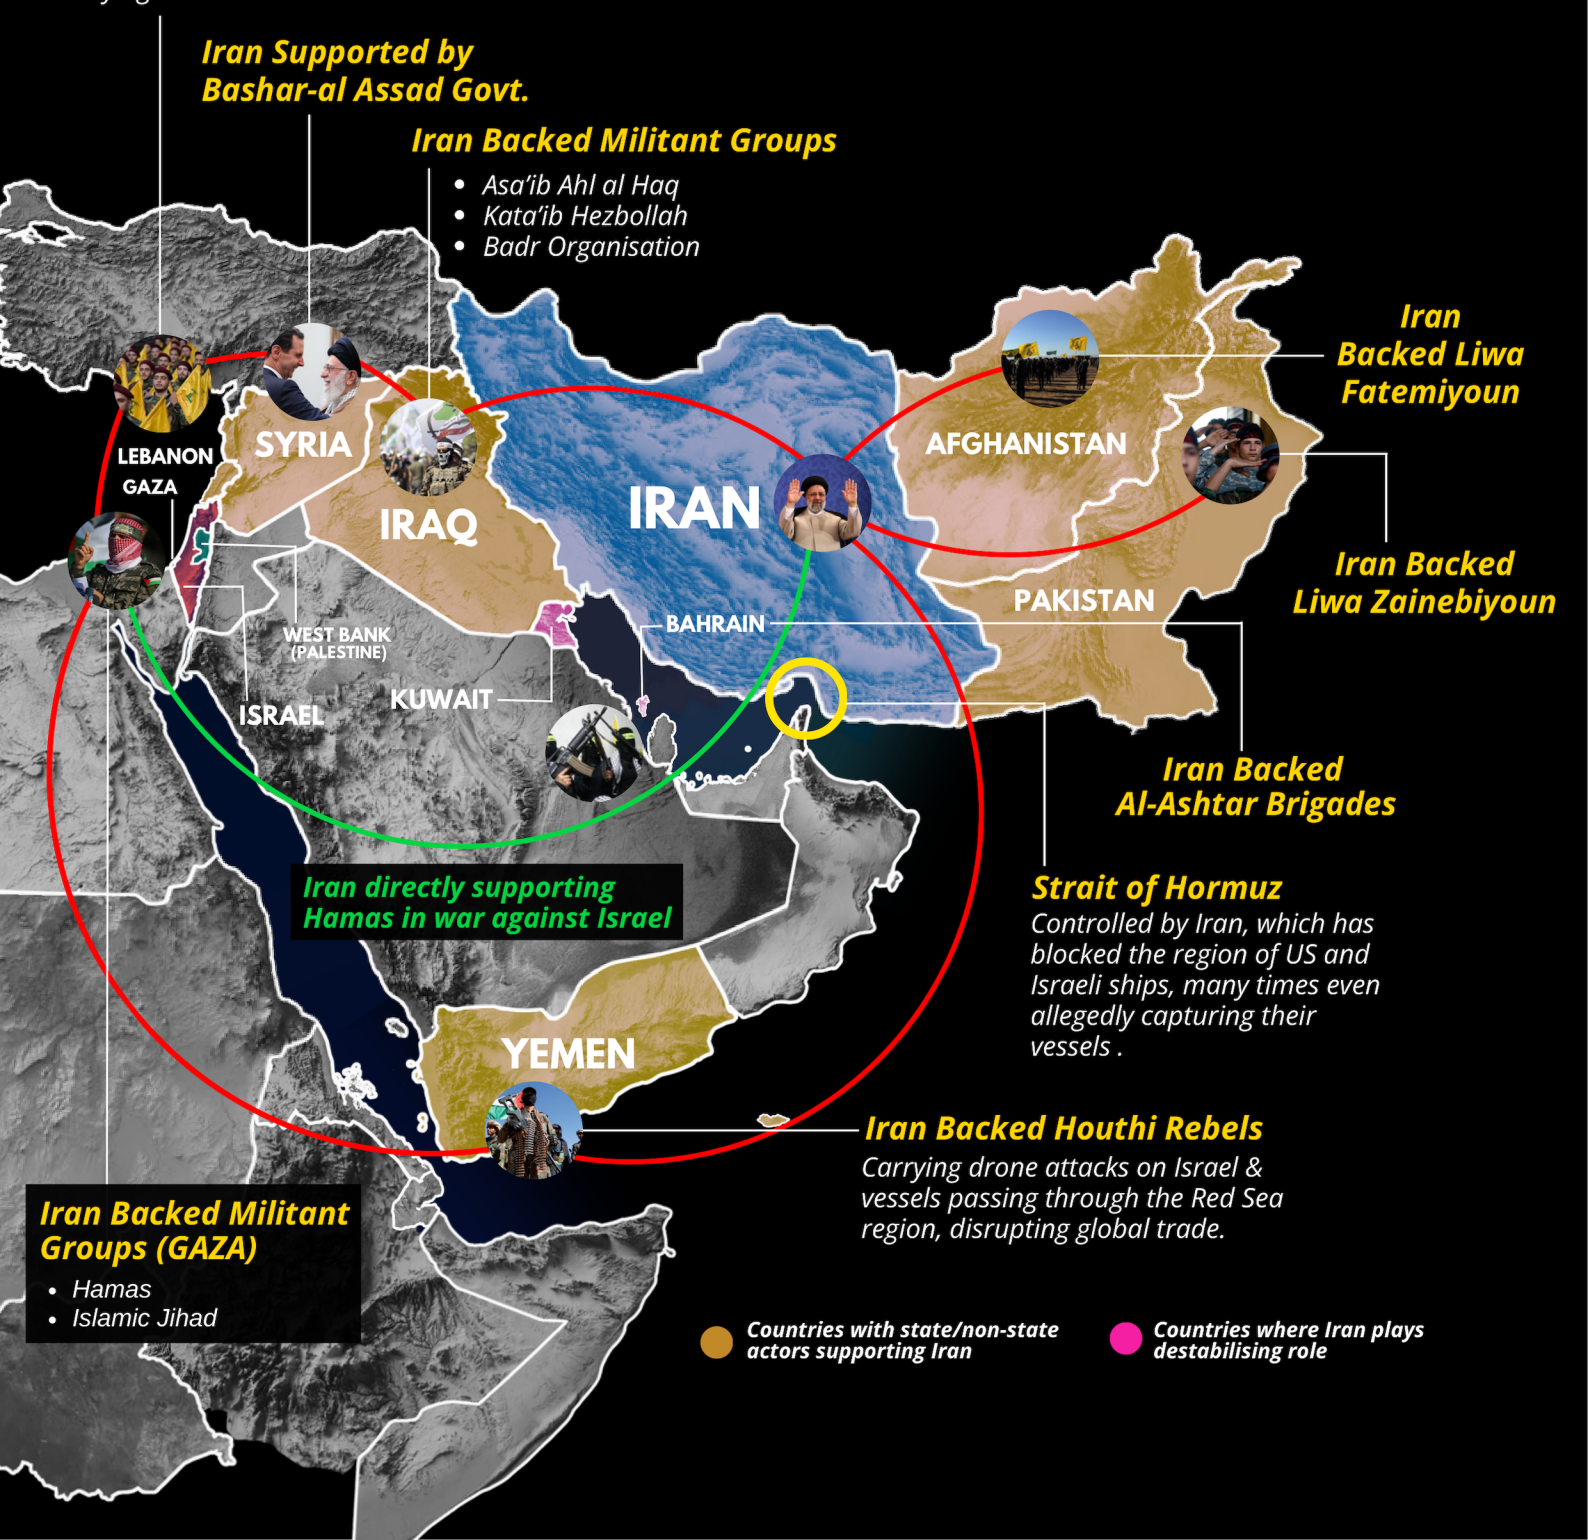 Iran Supported by
Bashar-al Assad Govt.
Iran Backed Militant Groups
• Asa’ib Ahl al Haq
• Kata’ib Hezbollah
• Badr Organisation
Iran
Backed Liwa
Fatemiyoun
LEBANON
SYRIA
AFGHANISTAN
GAZA
IRAN
IRAQ
Iran Backed
Liwa Zainebiyoun
PAKISTAN
BAHRAIN
WEST BANK
(PALESTINE)
KUWAIT
ISRAEL
Iran Backed
Al-Ashtar Brigades
Iran directly supporting
Hamas in war against Israel
Strait of Hormuz
Controlled by Iran, which has
blocked the region of US and
Israeli ships, many times even
allegedly capturing their
vessels .
YEMEN
Iran Backed Houthi Rebels
Carrying drone attacks on Israel &
vessels passing through the Red Sea
region, disrupting global trade.
Iran Backed Militant
Groups (GAZA)
• Hamas
• Islamic Jihad
Countries with state/non-state
actors supporting Iran
Countries where Iran plays
destabilising role